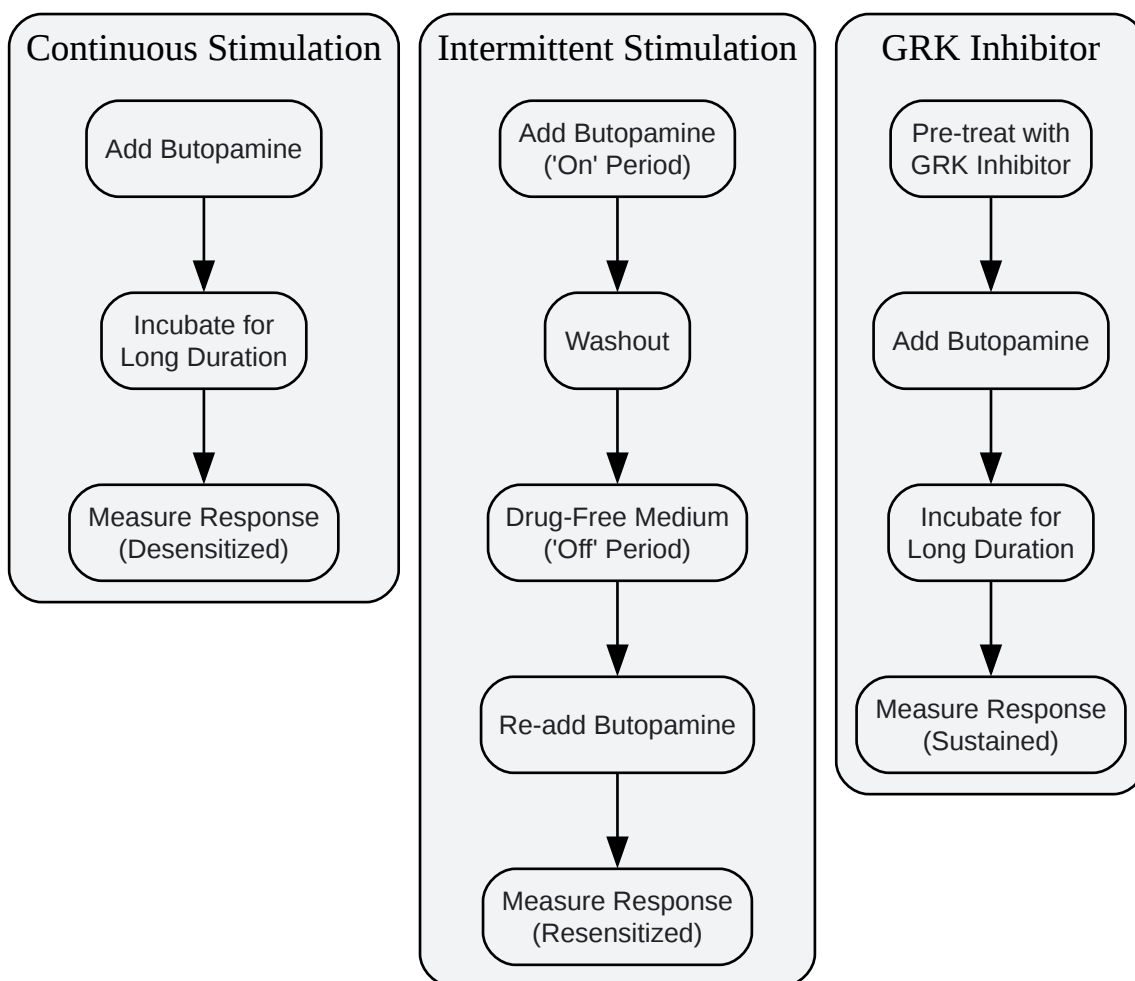 Continuous Stimulation
Add Butopamine
Incubate for
Long Duration
Measure Response
(Desensitized)
Intermittent Stimulation
Add Butopamine
('On' Period)
Washout
Drug-Free Medium
('Off' Period)
Re-add Butopamine
Measure Response
(Resensitized)
GRK Inhibitor
Pre-treat with
GRK Inhibitor
Add Butopamine
Incubate for
Long Duration
Measure Response
(Sustained)